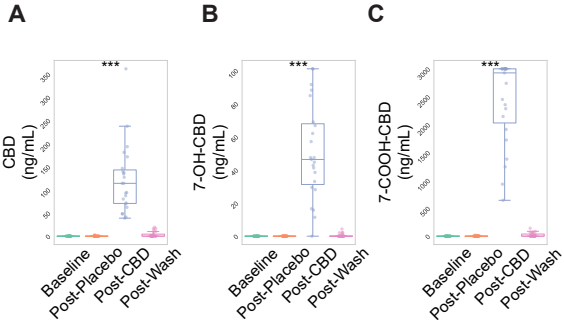 A
B
C
***
***
***
CBD
(ng/mL)
350
300
250
200
150
100
50
0
7-OH-CBD
(ng/mL)
100
80
60
40
20
0
7-COOH-CBD
(ng/mL)
3000
2500
2000
1500
1000
500
0
Baseline
Post-Placebo
Post-CBD
Post-Wash
Baseline
Post-Placebo
Post-CBD
Post-Wash
Baseline
Post-Placebo
Post-CBD
Post-Wash